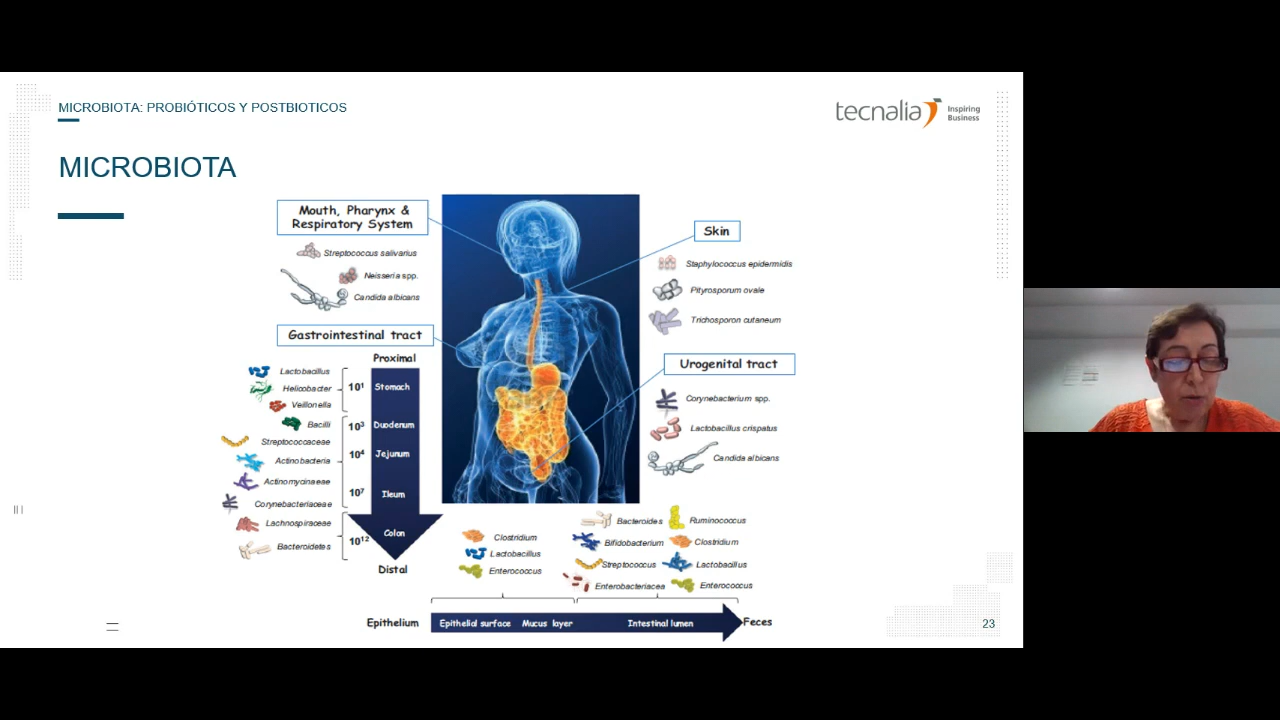 MICROBIOTA: PROBIÓTICOS Y POSTBIOTICOS
tecnalia
Inspiring
Business
MICROBIOTA
Mouth, Pharynx &
Respiratory System
Streptococcus salivarius
Neisseria spp.
Candida albicans
Skin
Staphylococcus epidermidis
Pityrosporum ovale
Trichosporon cutaneum
Gastrointestinal tract
Proximal
Lactobacillus
Helicobacter
Veillonella
10¹
Stomach
Bacilli
10³
Duodenum
Streptococcaceae
Actinobacteria
10⁴
Jejunum
Actinomycinaeae
10⁷
Ileum
Corynebacteriaceae
Lachnospiraceae
Bacteroidetes
10¹²
Colon
Distal
Urogenital tract
Corynebacterium spp.
Lactobacillus crispatus
Candida albicans
Clostridium
Lactobacillus
Enterococcus
Bacteroides
Ruminococcus
Bifidobacterium
Clostridium
Streptococcus
Lactobacillus
Enterobacteriacea
Enterococcus
Epithelium
Epithelial surface
Mucus layer
Intestinal lumen
Feces
23